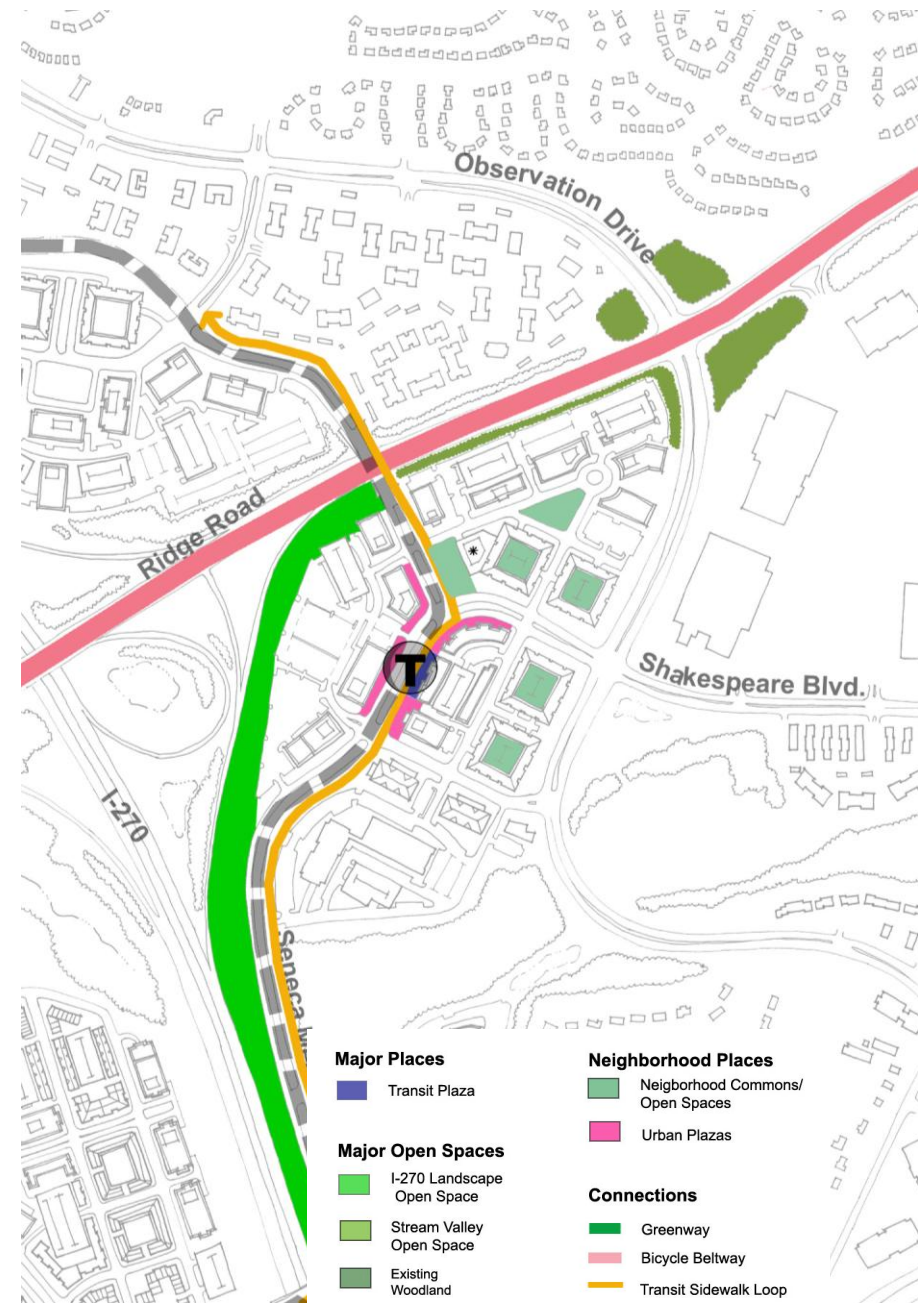 Observation Drive
Ridge Road
T
*
Shakespeare Blvd.
I-270
Seneca
Major Places
Transit Plaza
Major Open Spaces
I-270 Landscape
Open Space
Stream Valley
Open Space
Existing
Woodland
Neighborhood Places
Neigborhood Commons/
Open Spaces
Urban Plazas
Connections
Greenway
Bicycle Beltway
Transit Sidewalk Loop